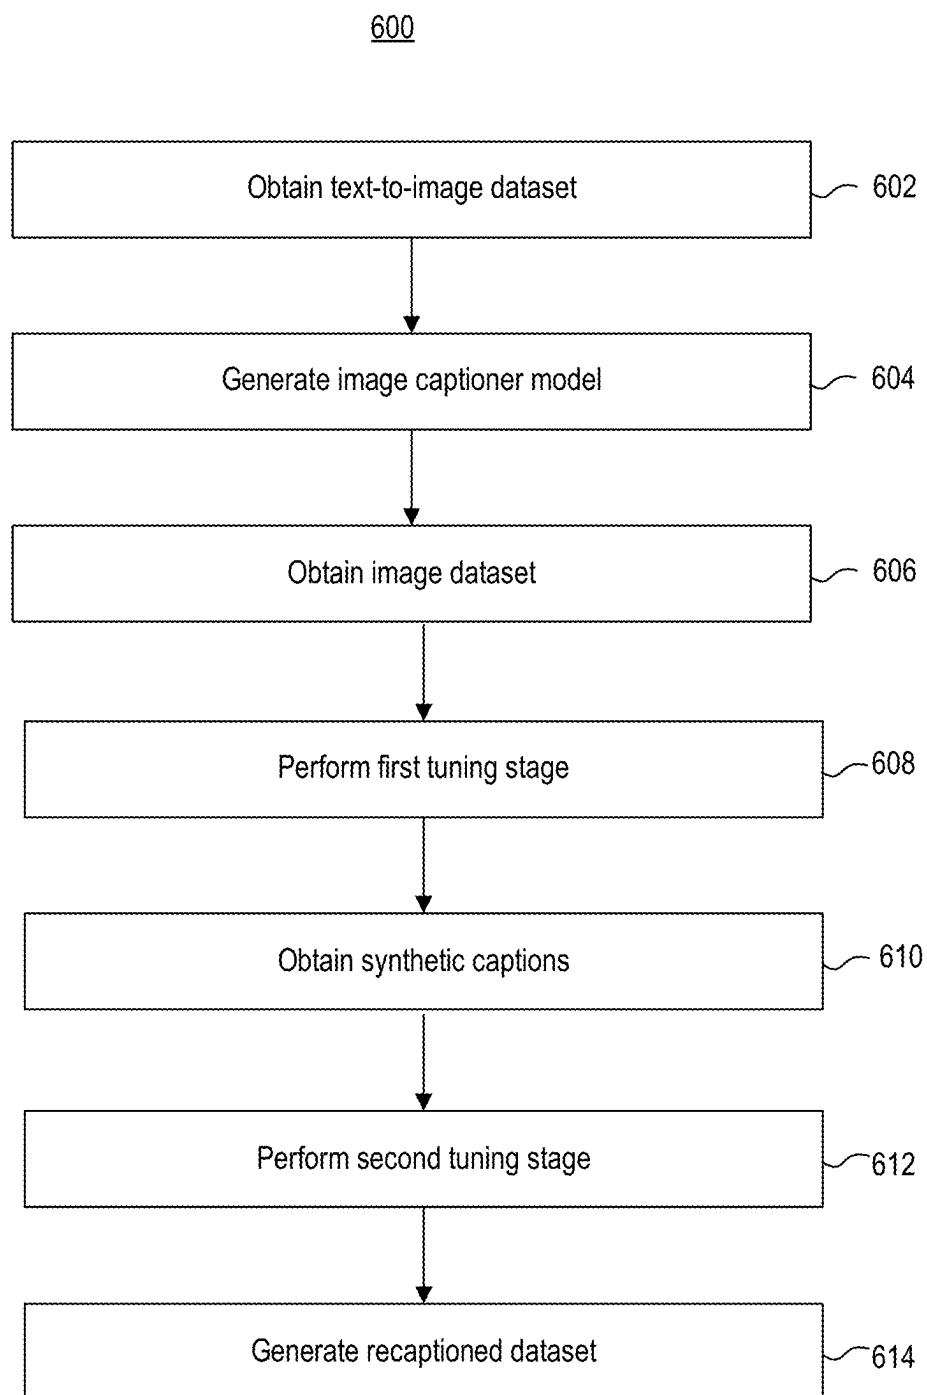 600
Obtain text-to-image dataset
602
Generate image captioner model
604
Obtain image dataset
606
Perform first tuning stage
608
Obtain synthetic captions
610
Perform second tuning stage
612
Generate recaptioned dataset
614